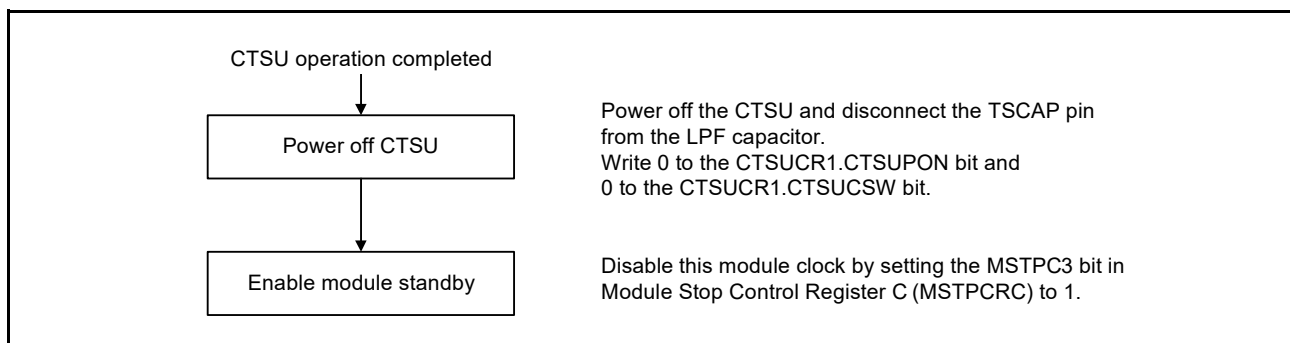 CTSU operation completed
Power off CTSU
Power off the CTSU and disconnect the TSCAP pin
from the LPF capacitor.
Write 0 to the CTSUCR1.CTSUPON bit and
0 to the CTSUCR1.CTSUCSW bit.
Enable module standby
Disable this module clock by setting the MSTPC3 bit in
Module Stop Control Register C (MSTPCRC) to 1.